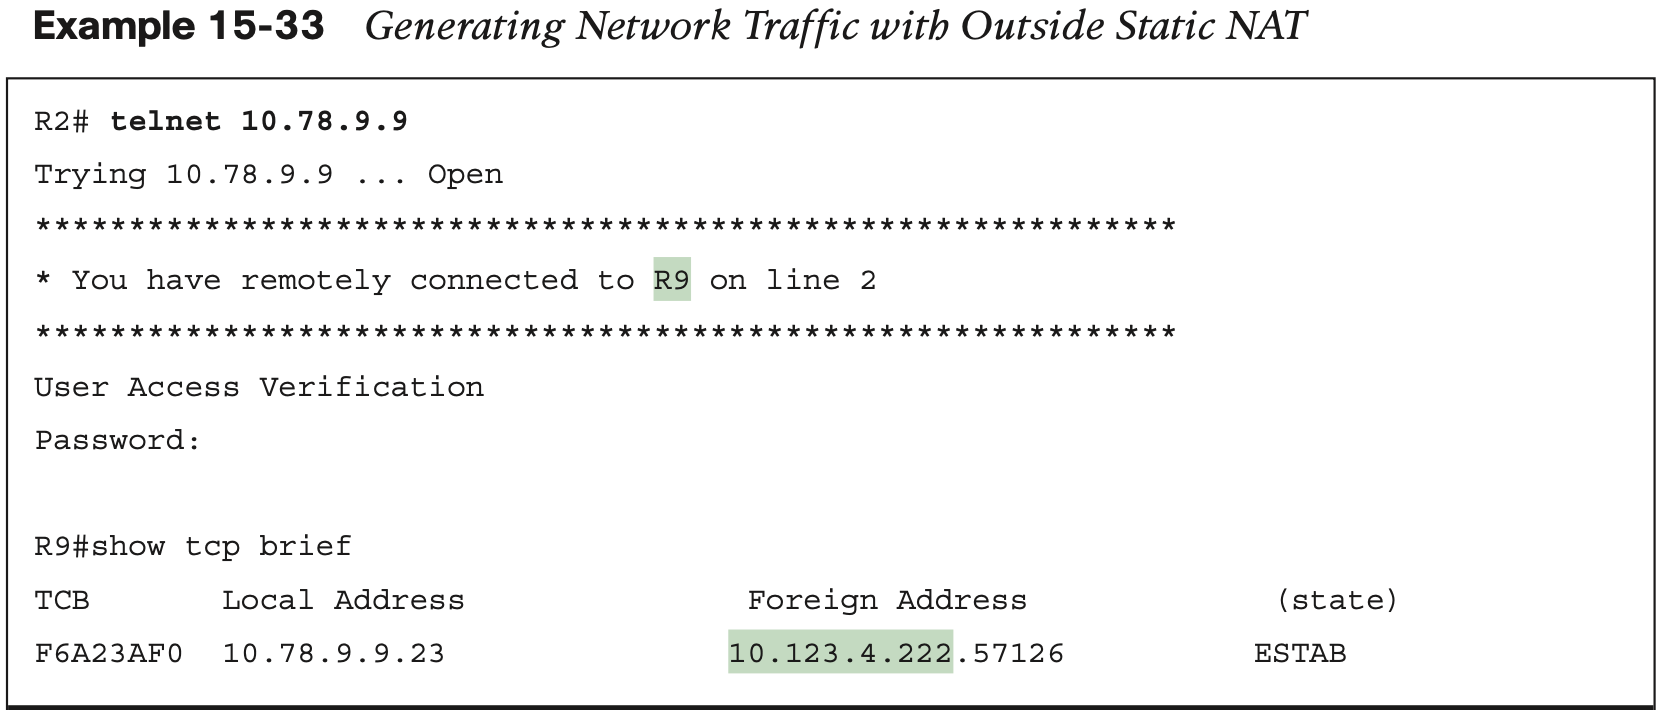 Example 15-33 Generating Network Traffic with Outside Static NAT
R2# telnet 10.78.9.9
Trying 10.78.9.9 ... Open
*************************************************************
* You have remotely connected to R9 on line 2
*************************************************************
User Access Verification
Password:
R9#show tcp brief
TCB Local Address Foreign Address (state)
F6A23AF0 10.78.9.9.23 10.123.4.222.57126 ESTAB